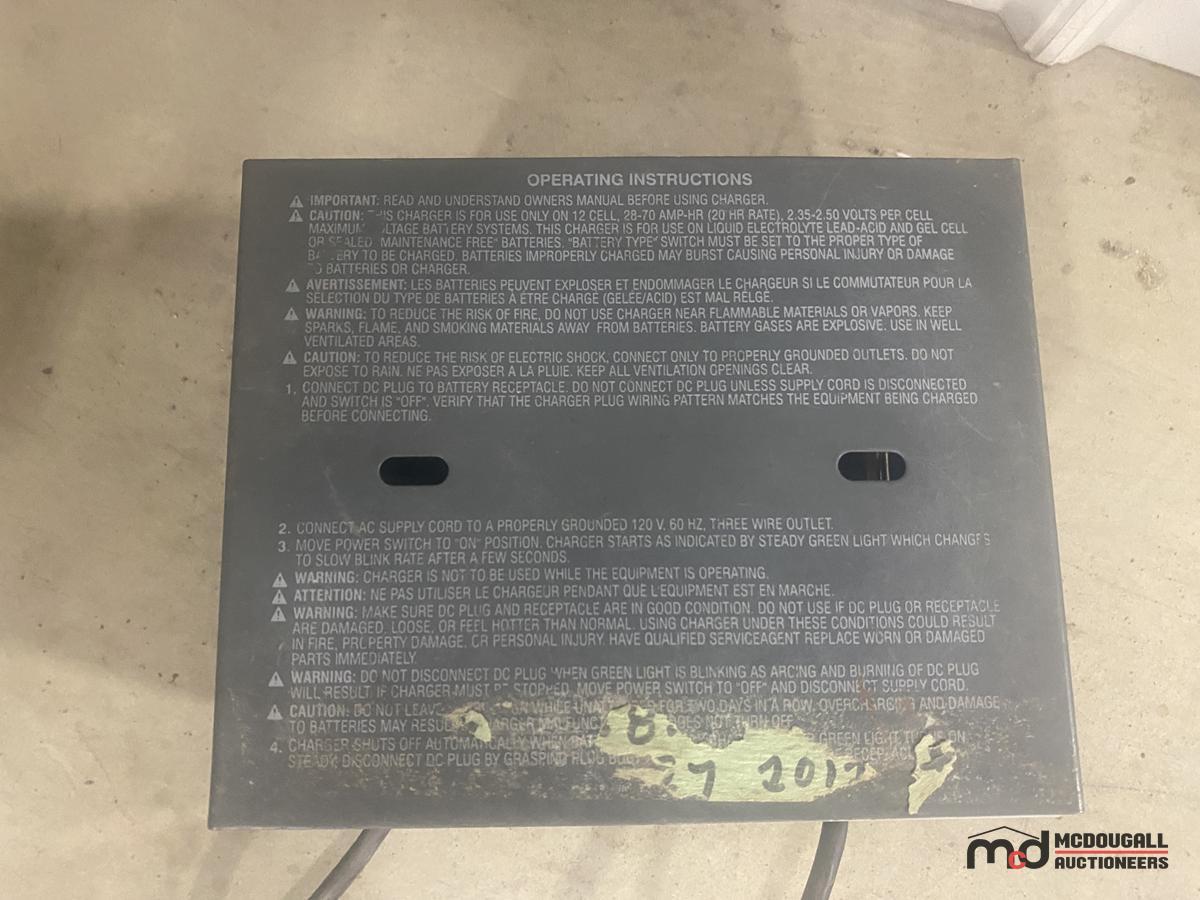 OPERATING INSTRUCTIONS
IMPORTANT: READ AND UNDERSTAND OWNERS MANUAL BEFORE USING CHARGER.
CAUTION: THIS CHARGER IS FOR USE ONLY ON 12 CELL, 28-70 AMP-HR (20 HR RATE), 2.35-2.50 VOLTS PER CELL
MAXIMUM VOLTAGE BATTERY SYSTEMS. THIS CHARGER IS FOR USE ON LIQUID ELECTROLYTE LEAD-ACID AND GEL CELL
OR SEALED MAINTENANCE FREE" BATTERIES. "BATTERY TYPE" SWITCH MUST BE SET TO THE PROPER TYPE OF
BATTERY TO BE CHARGED. BATTERIES IMPROPERLY CHARGED MAY BURST CAUSING PERSONAL INJURY OR DAMAGE
TO BATTERIES OR CHARGER.
AVERTISSEMENT: LES BATTERIES PEUVENT EXPLOSER ET ENDOMMAGER LE CHARGEUR SI LE COMMUTATEUR POUR LA
SELECTION DU TYPE DE BATTERIES À ETRE CHARGÉ (GELÉE/ACID) EST MAL RÉLGÉ.
WARNING: TO REDUCE THE RISK OF FIRE, DO NOT USE CHARGER NEAR FLAMMABLE MATERIALS OR VAPORS. KEEP
SPARKS, FLAME, AND SMOKING MATERIALS AWAY FROM BATTERIES. BATTERY GASES ARE EXPLOSIVE. USE IN WELL
VENTILATED AREAS.
CAUTION: TO REDUCE THE RISK OF ELECTRIC SHOCK, CONNECT ONLY TO PROPERLY GROUNDED OUTLETS. DO NOT
EXPOSE TO RAIN. NE PAS EXPOSER A LA PLUIE. KEEP ALL VENTILATION OPENINGS CLEAR.
1. CONNECT DC PLUG TO BATTERY RECEPTACLE. DO NOT CONNECT DC PLUG UNLESS SUPPLY CORD IS DISCONNECTED
AND SWITCH IS "OFF". VERIFY THAT THE CHARGER PLUG WIRING PATTERN MATCHES THE EQUIPMENT BEING CHARGED
BEFORE CONNECTING.
2. CONNECT AC SUPPLY CORD TO A PROPERLY GROUNDED 120 V, 60 HZ, THREE WIRE OUTLET.
3. MOVE POWER SWITCH TO "ON" POSITION. CHARGER STARTS AS INDICATED BY STEADY GREEN LIGHT WHICH CHANGES
TO SLOW BLINK RATE AFTER A FEW SECONDS.
WARNING: CHARGER IS NOT TO BE USED WHILE THE EQUIPMENT IS OPERATING.
ATTENTION: NE PAS UTILISER LE CHARGEUR PENDANT QUE L'EQUIPMENT EST EN MARCHE.
WARNING: MAKE SURE DC PLUG AND RECEPTACLE ARE IN GOOD CONDITION. DO NOT USE IF DC PLUG OR RECEPTACLE
ARE DAMAGED, LOOSE, OR FEEL HOTTER THAN NORMAL. USING CHARGER UNDER THESE CONDITIONS COULD RESULT
IN FIRE, PROPERTY DAMAGE, OR PERSONAL INJURY HAVE QUALIFIED SERVICEAGENT REPLACE WORN OR DAMAGED
PARTS IMMEDIATELY.
WARNING: DO NOT DISCONNECT DC PLUG WHEN GREEN LIGHT IS BLINKING AS ARCING AND BURNING OF DC PLUG
WILL RESULT IF CHARGER MUST BE STOPPED, MOVE POWER SWITCH TO "OFF" AND DISCONNECT SUPPLY CORD.
CAUTION: DO NOT LEAVE ON WHILE FOR TWO DAYS IN A ROW, OVERCHARGING AND DAMAGE
TO BATTERIES MAY RESULT CHARGER DOES NOT TURN OFF
4. CHARGER SHUTS OFF AUTOMATICALLY WHEN GREEN LIGHT ON
STEADY, DISCONNECT DC PLUG BY GRASPING PLUG
8
27 2017
mcd MCDOUGALL
AUCTIONEERS